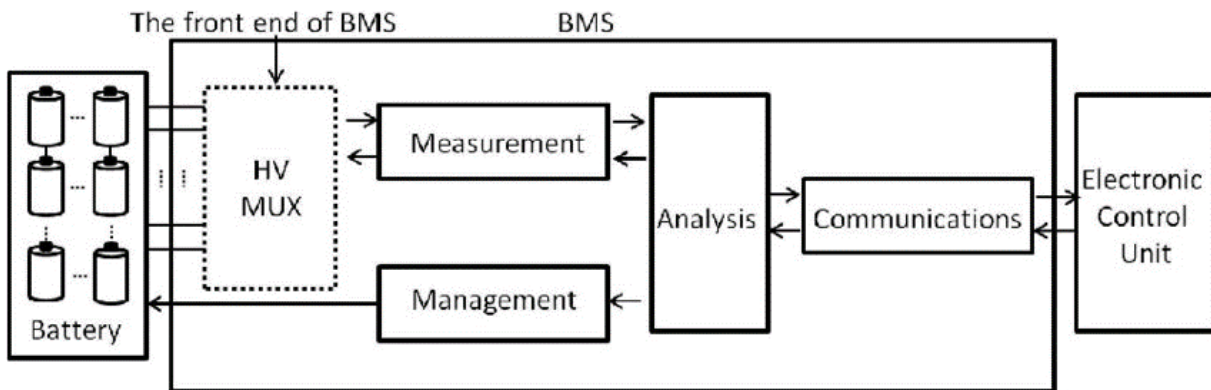 The front end of BMS
BMS
Battery
HV
MUX
Measurement
Management
Analysis
Communications
Electronic
Control
Unit